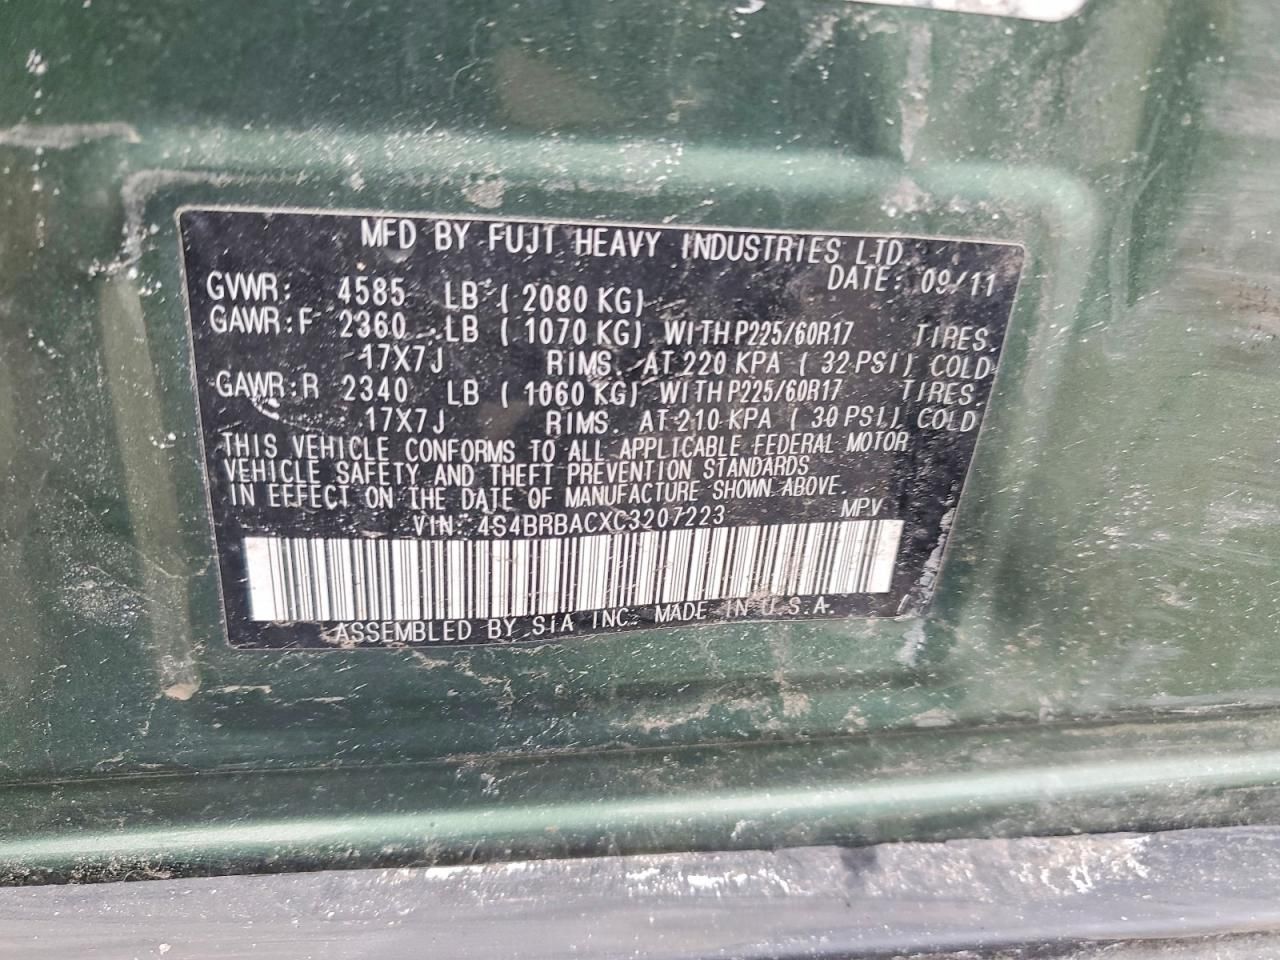 MFD BY FUJI HEAVY INDUSTRIES LTD
DATE: 09/11
GVWR: 4585 LB ( 2080 KG)
GAWR:F 2360 LB ( 1070 KG) WITH P225/60R17 TIRES.
17X7J RIMS. AT 220 KPA ( 32 PSI) COLD
GAWR:R 2340 LB ( 1060 KG) WITH P225/60R17 TIRES.
17X7J RIMS. AT 210 KPA ( 30 PSI) COLD
THIS VEHICLE CONFORMS TO ALL APPLICABLE FEDERAL MOTOR
VEHICLE SAFETY AND THEFT PREVENTION STANDARDS
IN EFFECT ON THE DATE OF MANUFACTURE SHOWN ABOVE
VIN: 4S4BRBACXC3207223 MPV
ASSEMBLED BY SIA INC. MADE IN U.S.A.